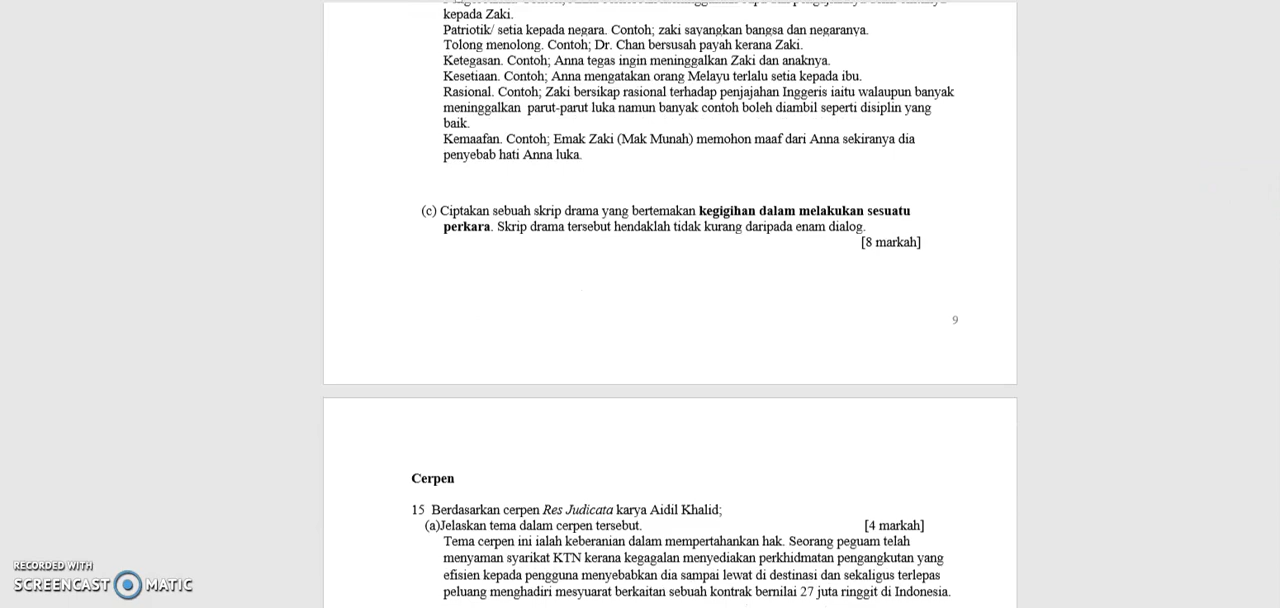 kepada Zaki.
Patriotik/ setia kepada negara. Contoh; zaki sayangkan bangsa dan negaranya.
Tolong menolong. Contoh; Dr. Chan bersusah payah kerana Zaki.
Ketegasan. Contoh; Anna tegas ingin meninggalkan Zaki dan anaknya.
Kesetiaan. Contoh; Anna mengatakan orang Melayu terlalu setia kepada ibu.
Rasional. Contoh; Zaki bersikap rasional terhadap penjajahan Inggeris iaitu walaupun banyak
meninggalkan parut-parut luka namun banyak contoh boleh diambil seperti disiplin yang
baik.
Kemaafan. Contoh; Emak Zaki (Mak Munah) memohon maaf dari Anna sekiranya dia
penyebab hati Anna luka.
(c) Ciptakan sebuah skrip drama yang bertemakan kegigihan dalam melakukan sesuatu
perkara. Skrip drama tersebut hendaklah tidak kurang daripada enam dialog.
[8 markah]
9
Cerpen
15 Berdasarkan cerpen Res Judicata karya Aidil Khalid;
(a)Jelaskan tema dalam cerpen tersebut. [4 markah]
Tema cerpen ini ialah keberanian dalam mempertahankan hak. Seorang peguam telah
menyaman syarikat KTN kerana kegagalan menyediakan perkhidmatan pengangkutan yang
efisien kepada pengguna menyebabkan dia sampai lewat di destinasi dan sekaligus terlepas
peluang menghadiri mesyuarat berkaitan sebuah kontrak bernilai 27 juta ringgit di Indonesia.
RECORDED WITH
SCREENCAST MATIC